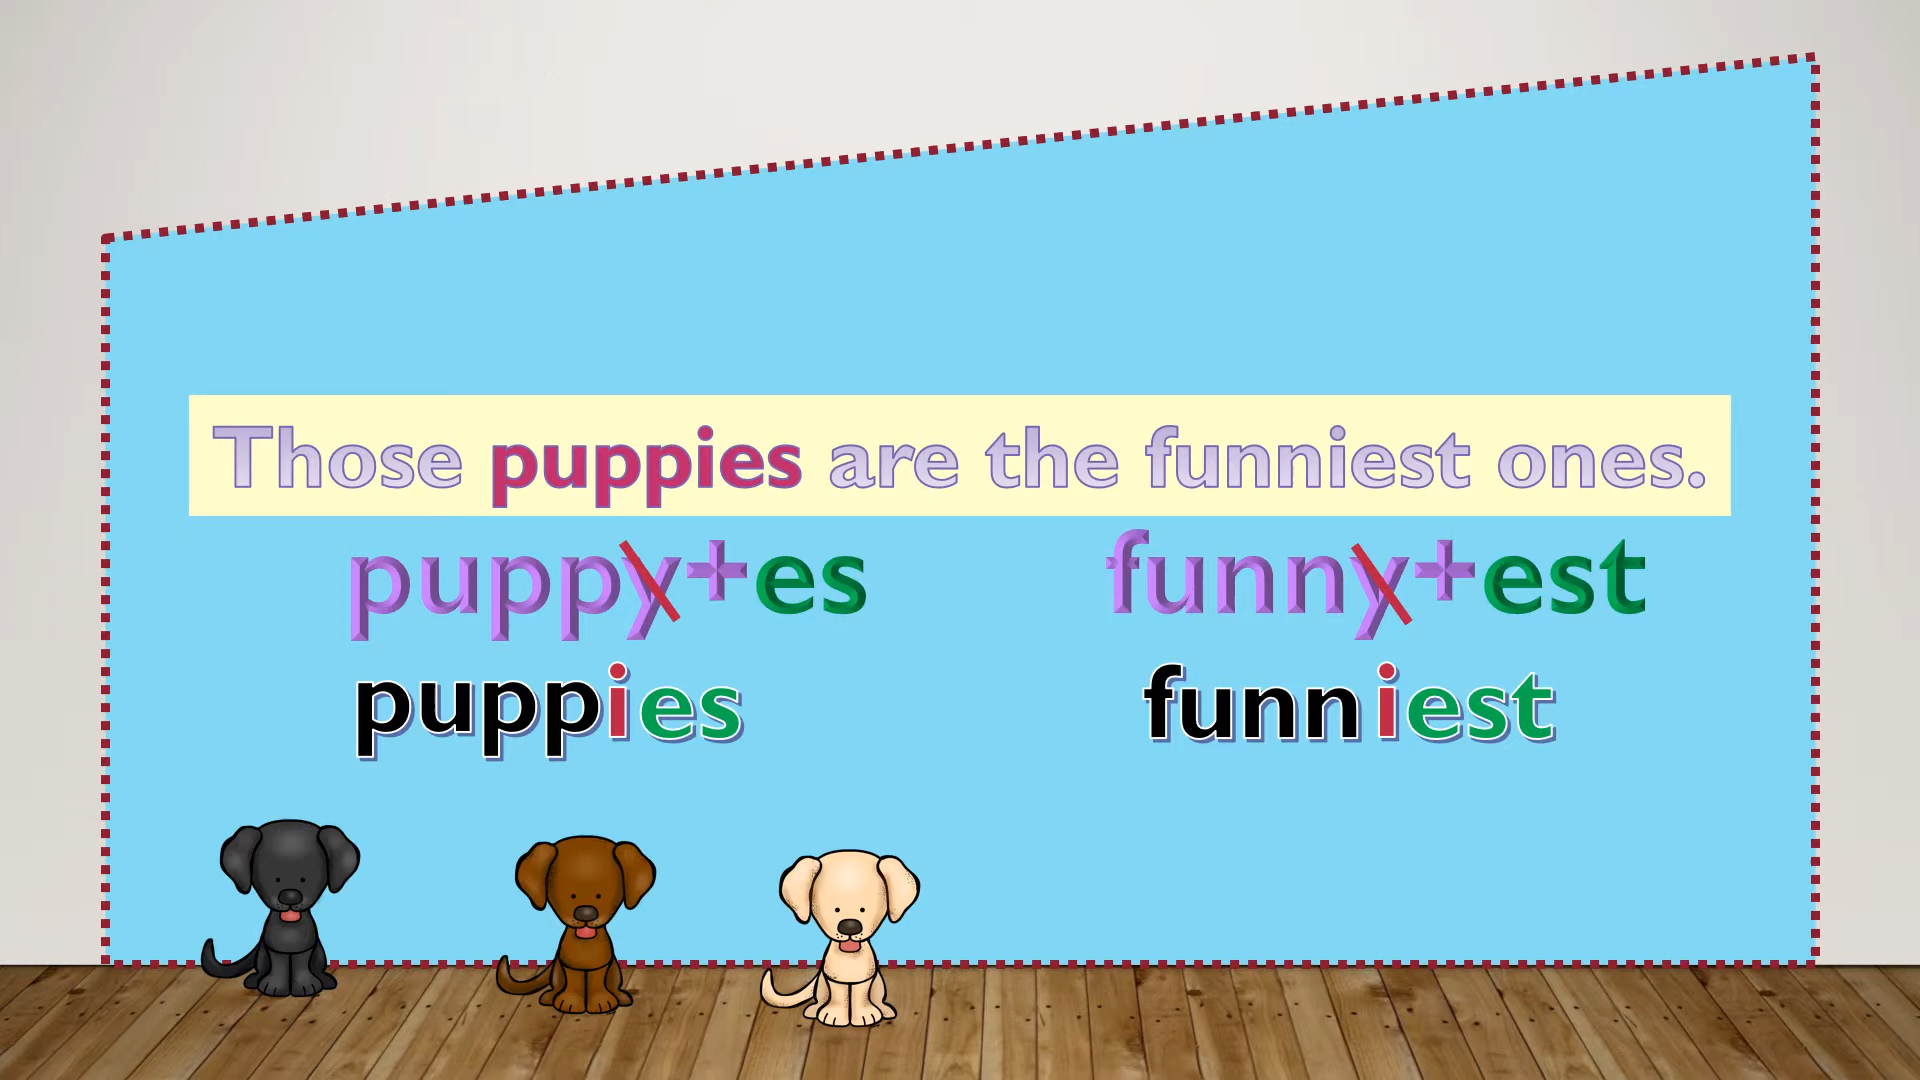 Those puppies are the funniest ones.
puppy+es funny+est
puppies funniest